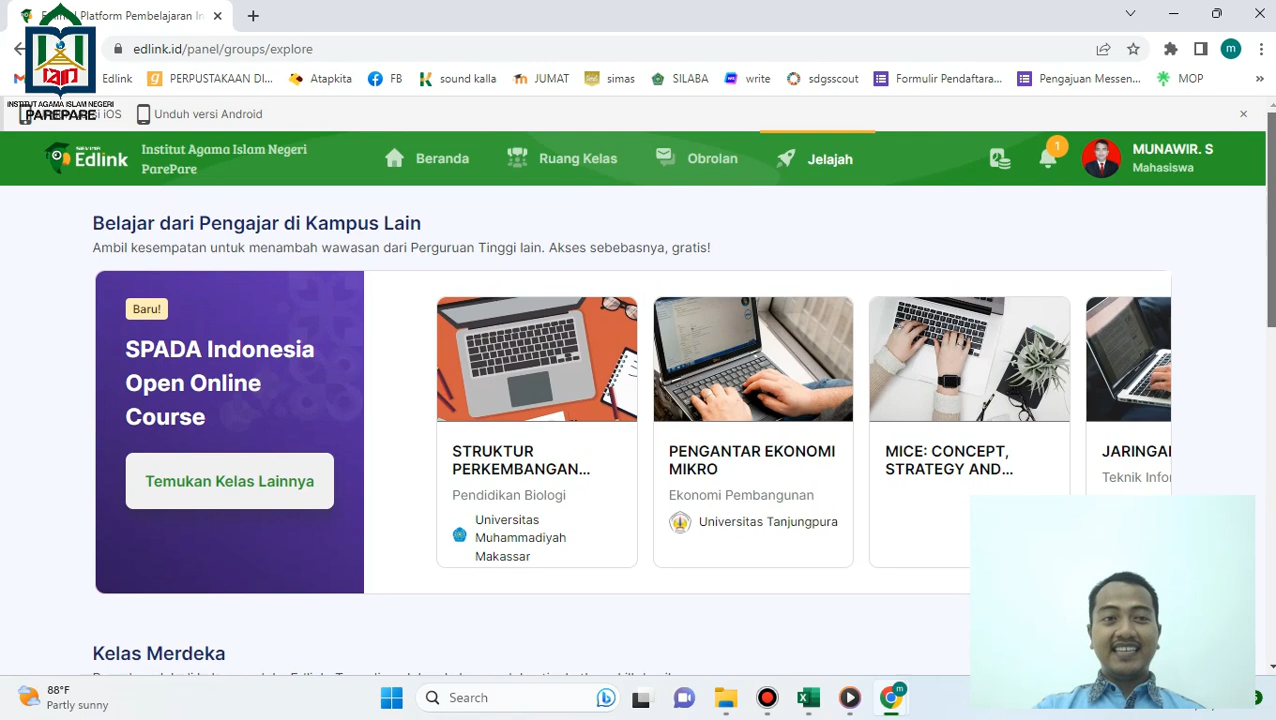 Edlink | Platform Pembelajaran In
edlink.id/panel/groups/explore
m
Edlink
PERPUSTAKAAN DI...
Atapkita
FB
sound kalla
JUMAT
simas
SILABA
write
sdgsscout
Formulir Pendaftara...
Pengajuan Messen...
MOP
»
iain
INSTITUT AGAMA ISLAM NEGERI
PAREPARE
iOS
Unduh versi Android
Edlink
Institut Agama Islam Negeri
ParePare
Beranda
Ruang Kelas
Obrolan
Jelajah
1
MUNAWIR. S
Mahasiswa
Belajar dari Pengajar di Kampus Lain
Ambil kesempatan untuk menambah wawasan dari Perguruan Tinggi lain. Akses sebebasnya, gratis!
Baru!
SPADA Indonesia
Open Online
Course
Temukan Kelas Lainnya
STRUKTUR
PERKEMBANGAN...
Pendidikan Biologi
Universitas
Muhammadiyah
Makassar
PENGANTAR EKONOMI
MIKRO
Ekonomi Pembangunan
Universitas Tanjungpura
MICE: CONCEPT,
STRATEGY AND...
JARINGA
Teknik Infor
Kelas Merdeka
88°F
Partly sunny
Search
m